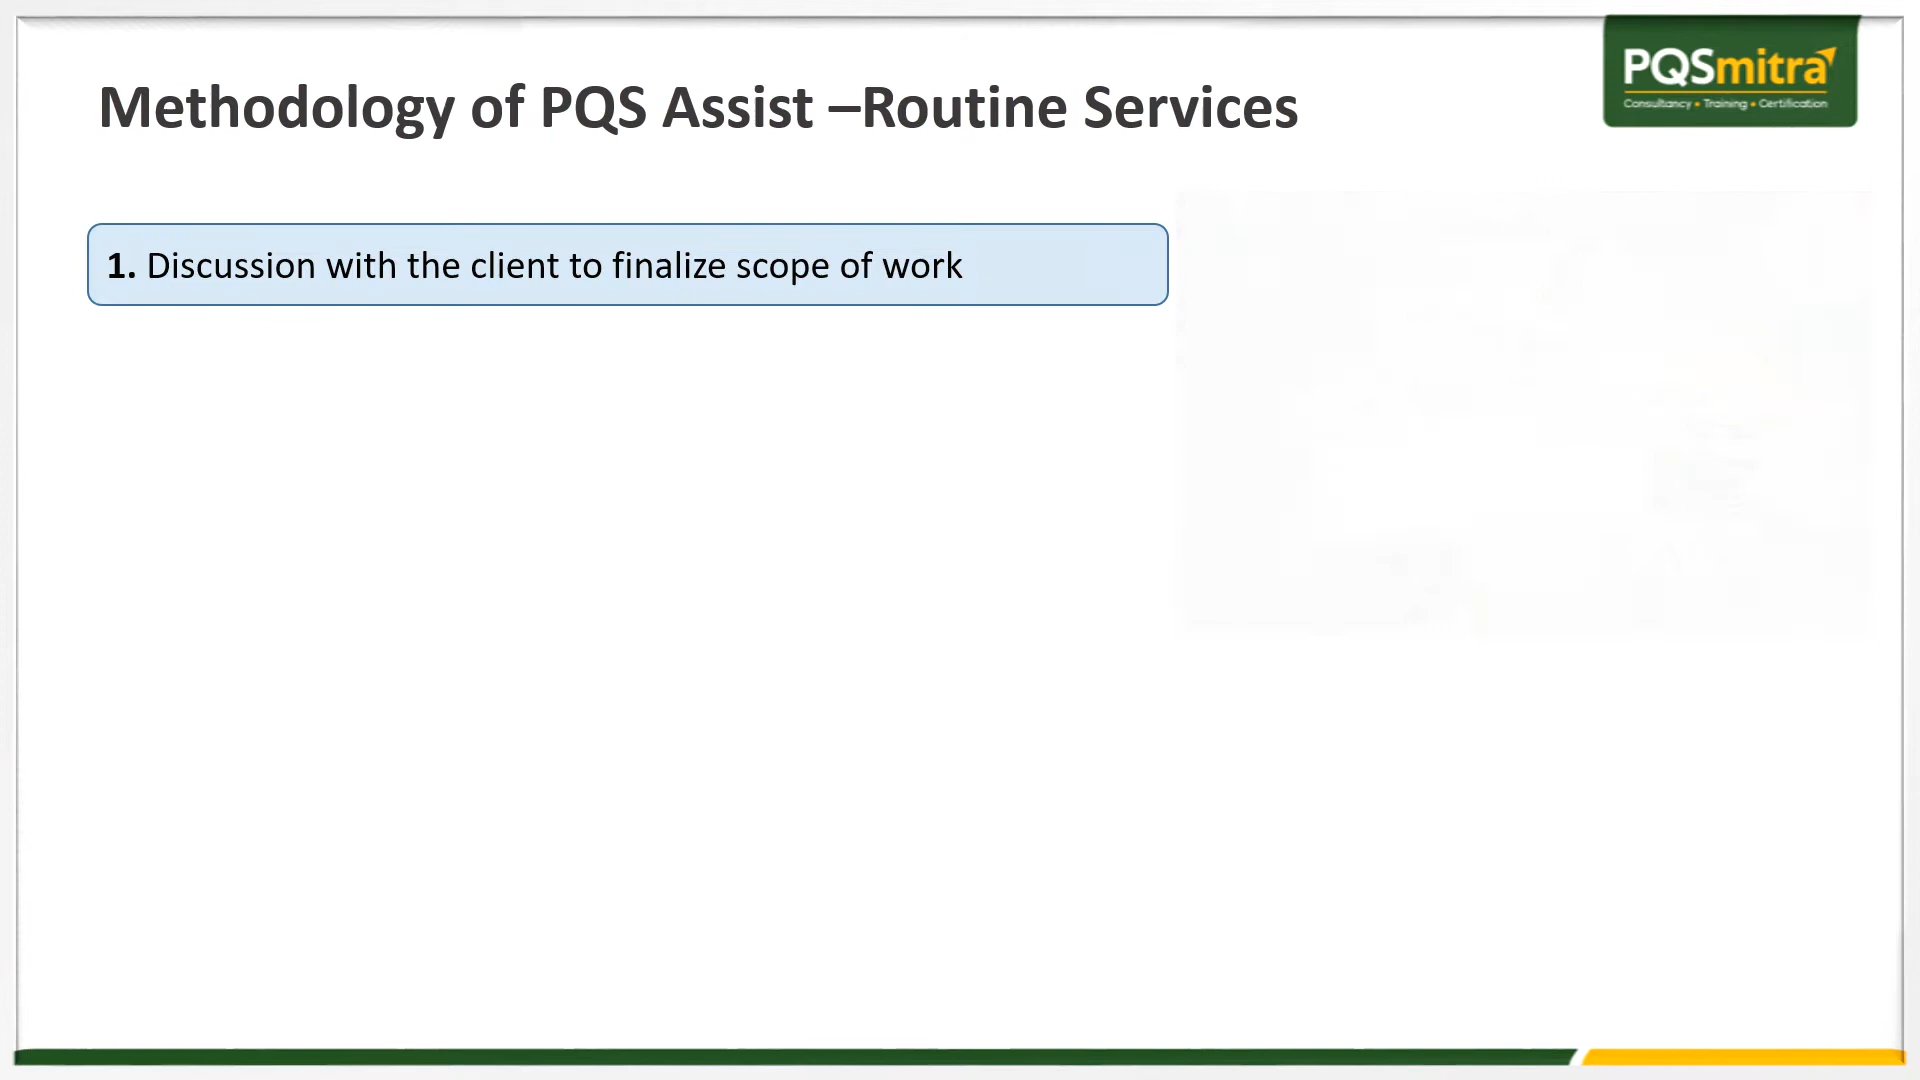 Methodology of PQS Assist –Routine Services
PQSmitra
Consultancy • Training • Certification
1. Discussion with the client to finalize scope of work